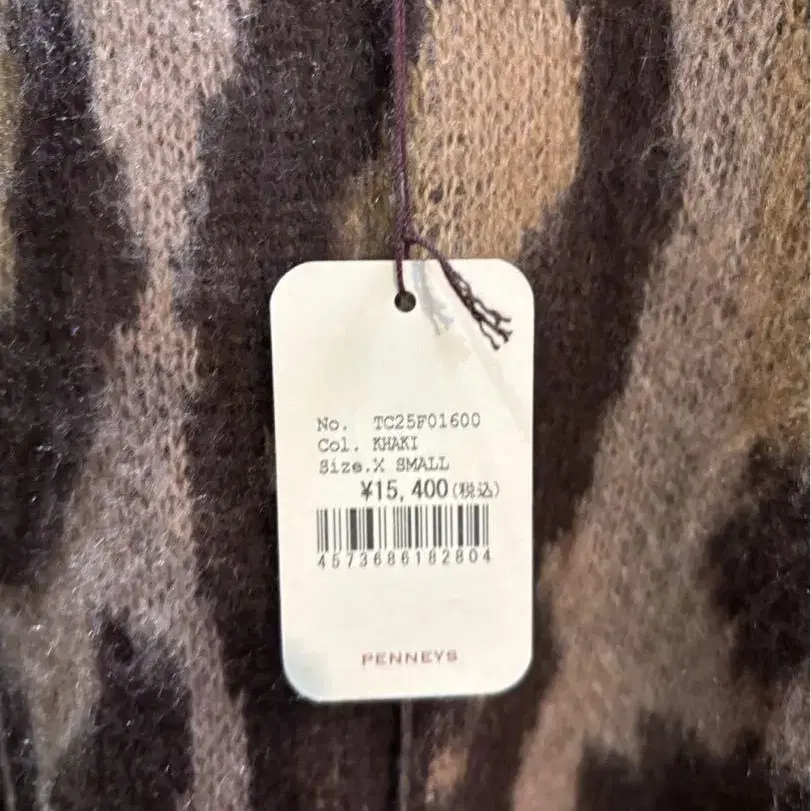 No. TC25F01600
Col. KHAKI
Size.X SMALL
¥15,400(税込)
4573686182804
PENNEYS